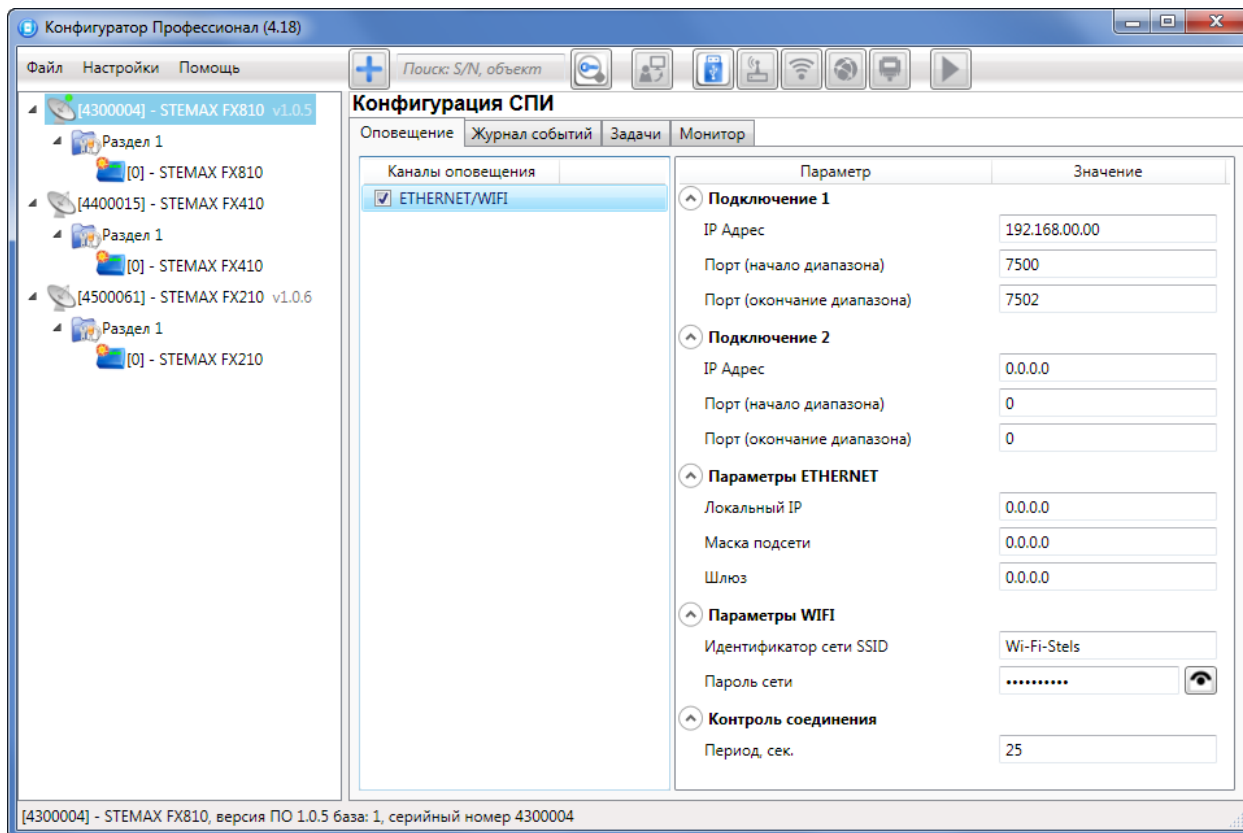 Конфигуратор Профессионал (4.18)
Файл Настройки Помощь
Поиск: S/N, объект
[4300004] - STEMAX FX810 v1.0.5
Раздел 1
[0] - STEMAX FX810
[4400015] - STEMAX FX410
Раздел 1
[0] - STEMAX FX410
[4500061] - STEMAX FX210 v1.0.6
Раздел 1
[0] - STEMAX FX210
Конфигурация СПИ
Оповещение Журнал событий Задачи Монитор
Каналы оповещения
ETHERNET/WIFI
Параметр Значение
Подключение 1
IP Адрес 192.168.00.00
Порт (начало диапазона) 7500
Порт (окончание диапазона) 7502
Подключение 2
IP Адрес 0.0.0.0
Порт (начало диапазона) 0
Порт (окончание диапазона) 0
Параметры ETHERNET
Локальный IP 0.0.0.0
Маска подсети 0.0.0.0
Шлюз 0.0.0.0
Параметры WIFI
Идентификатор сети SSID Wi-Fi-Stels
Пароль сети ••••••••••
Контроль соединения
Период, сек. 25
[4300004] - STEMAX FX810, версия ПО 1.0.5 база: 1, серийный номер 4300004